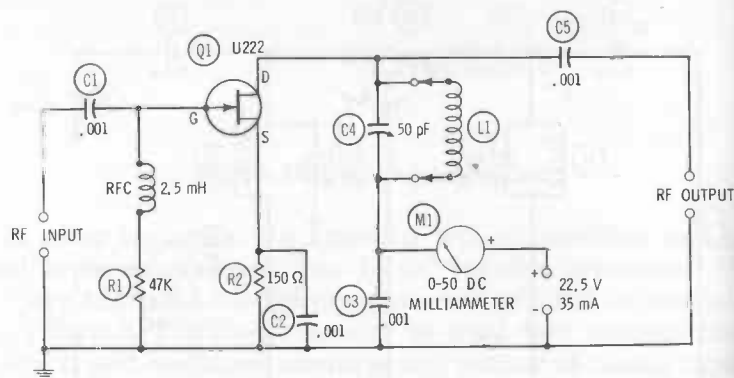 C5
Q1 U222
D
C1
.001
.001
G
C4 50 pF L1
S
RFC 2.5 mH
RF INPUT
RF OUTPUT
M1
+
R1 47K
R2 150 Ω
C2
.001
C3
.001
0-50 DC
MILLIAMMETER
+
22.5 V
35 mA
-